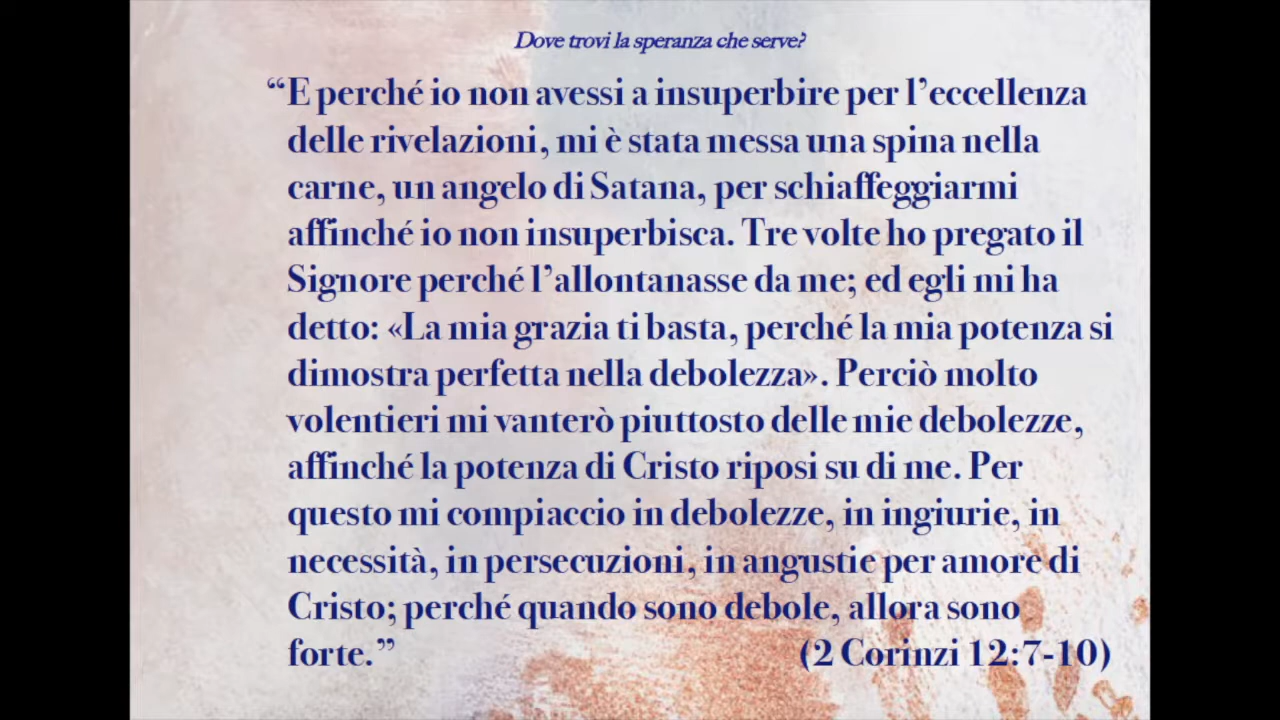 Dove trovi la speranza che serve?
“E perché io non avessi a insuperbire per l’eccellenza
delle rivelazioni, mi è stata messa una spina nella
carne, un angelo di Satana, per schiaffeggiarmi
affinché io non insuperbisca. Tre volte ho pregato il
Signore perché l’allontanasse da me; ed egli mi ha
detto: «La mia grazia ti basta, perché la mia potenza si
dimostra perfetta nella debolezza». Perciò molto
volentieri mi vanterò piuttosto delle mie debolezze,
affinché la potenza di Cristo riposi su di me. Per
questo mi compiaccio in debolezze, in ingiurie, in
necessità, in persecuzioni, in angustie per amore di
Cristo; perché quando sono debole, allora sono
forte.” (2 Corinzi 12:7-10)